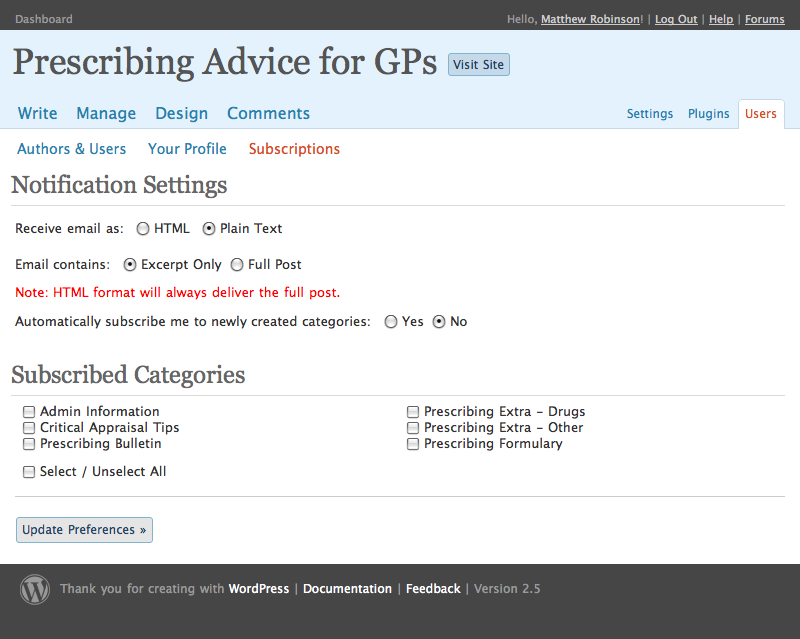 Dashboard Hello, Matthew Robinson! | Log Out | Help | Forums
Prescribing Advice for GPs Visit Site
Write Manage Design Comments Settings Plugins Users
Authors & Users Your Profile Subscriptions
Notification Settings
Receive email as: HTML Plain Text
Email contains: Excerpt Only Full Post
Note: HTML format will always deliver the full post.
Automatically subscribe me to newly created categories: Yes No
Subscribed Categories
Admin Information Prescribing Extra – Drugs
Critical Appraisal Tips Prescribing Extra – Other
Prescribing Bulletin Prescribing Formulary
Select / Unselect All
Update Preferences »
Thank you for creating with WordPress | Documentation | Feedback | Version 2.5